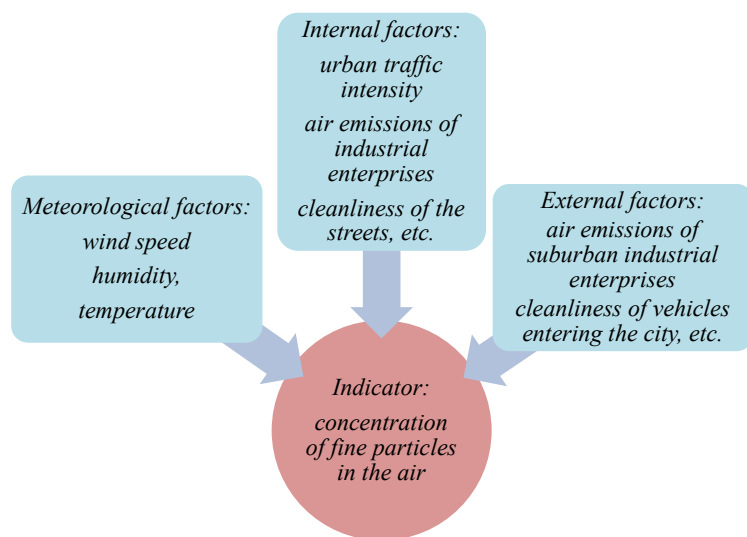 Internal factors:
urban traffic
intensity
air emissions of
industrial
enterprises
cleanliness of the
streets, etc.
Meteorological factors:
wind speed
humidity,
temperature
External factors:
air emissions of
suburban industrial
enterprises
cleanliness of vehicles
entering the city, etc.
Indicator:
concentration
of fine particles
in the air